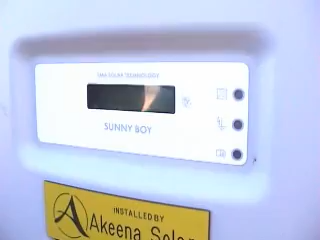 SMA SOLAR TECHNOLOGY
SUNNY BOY
INSTALLED BY
Akeena Solar